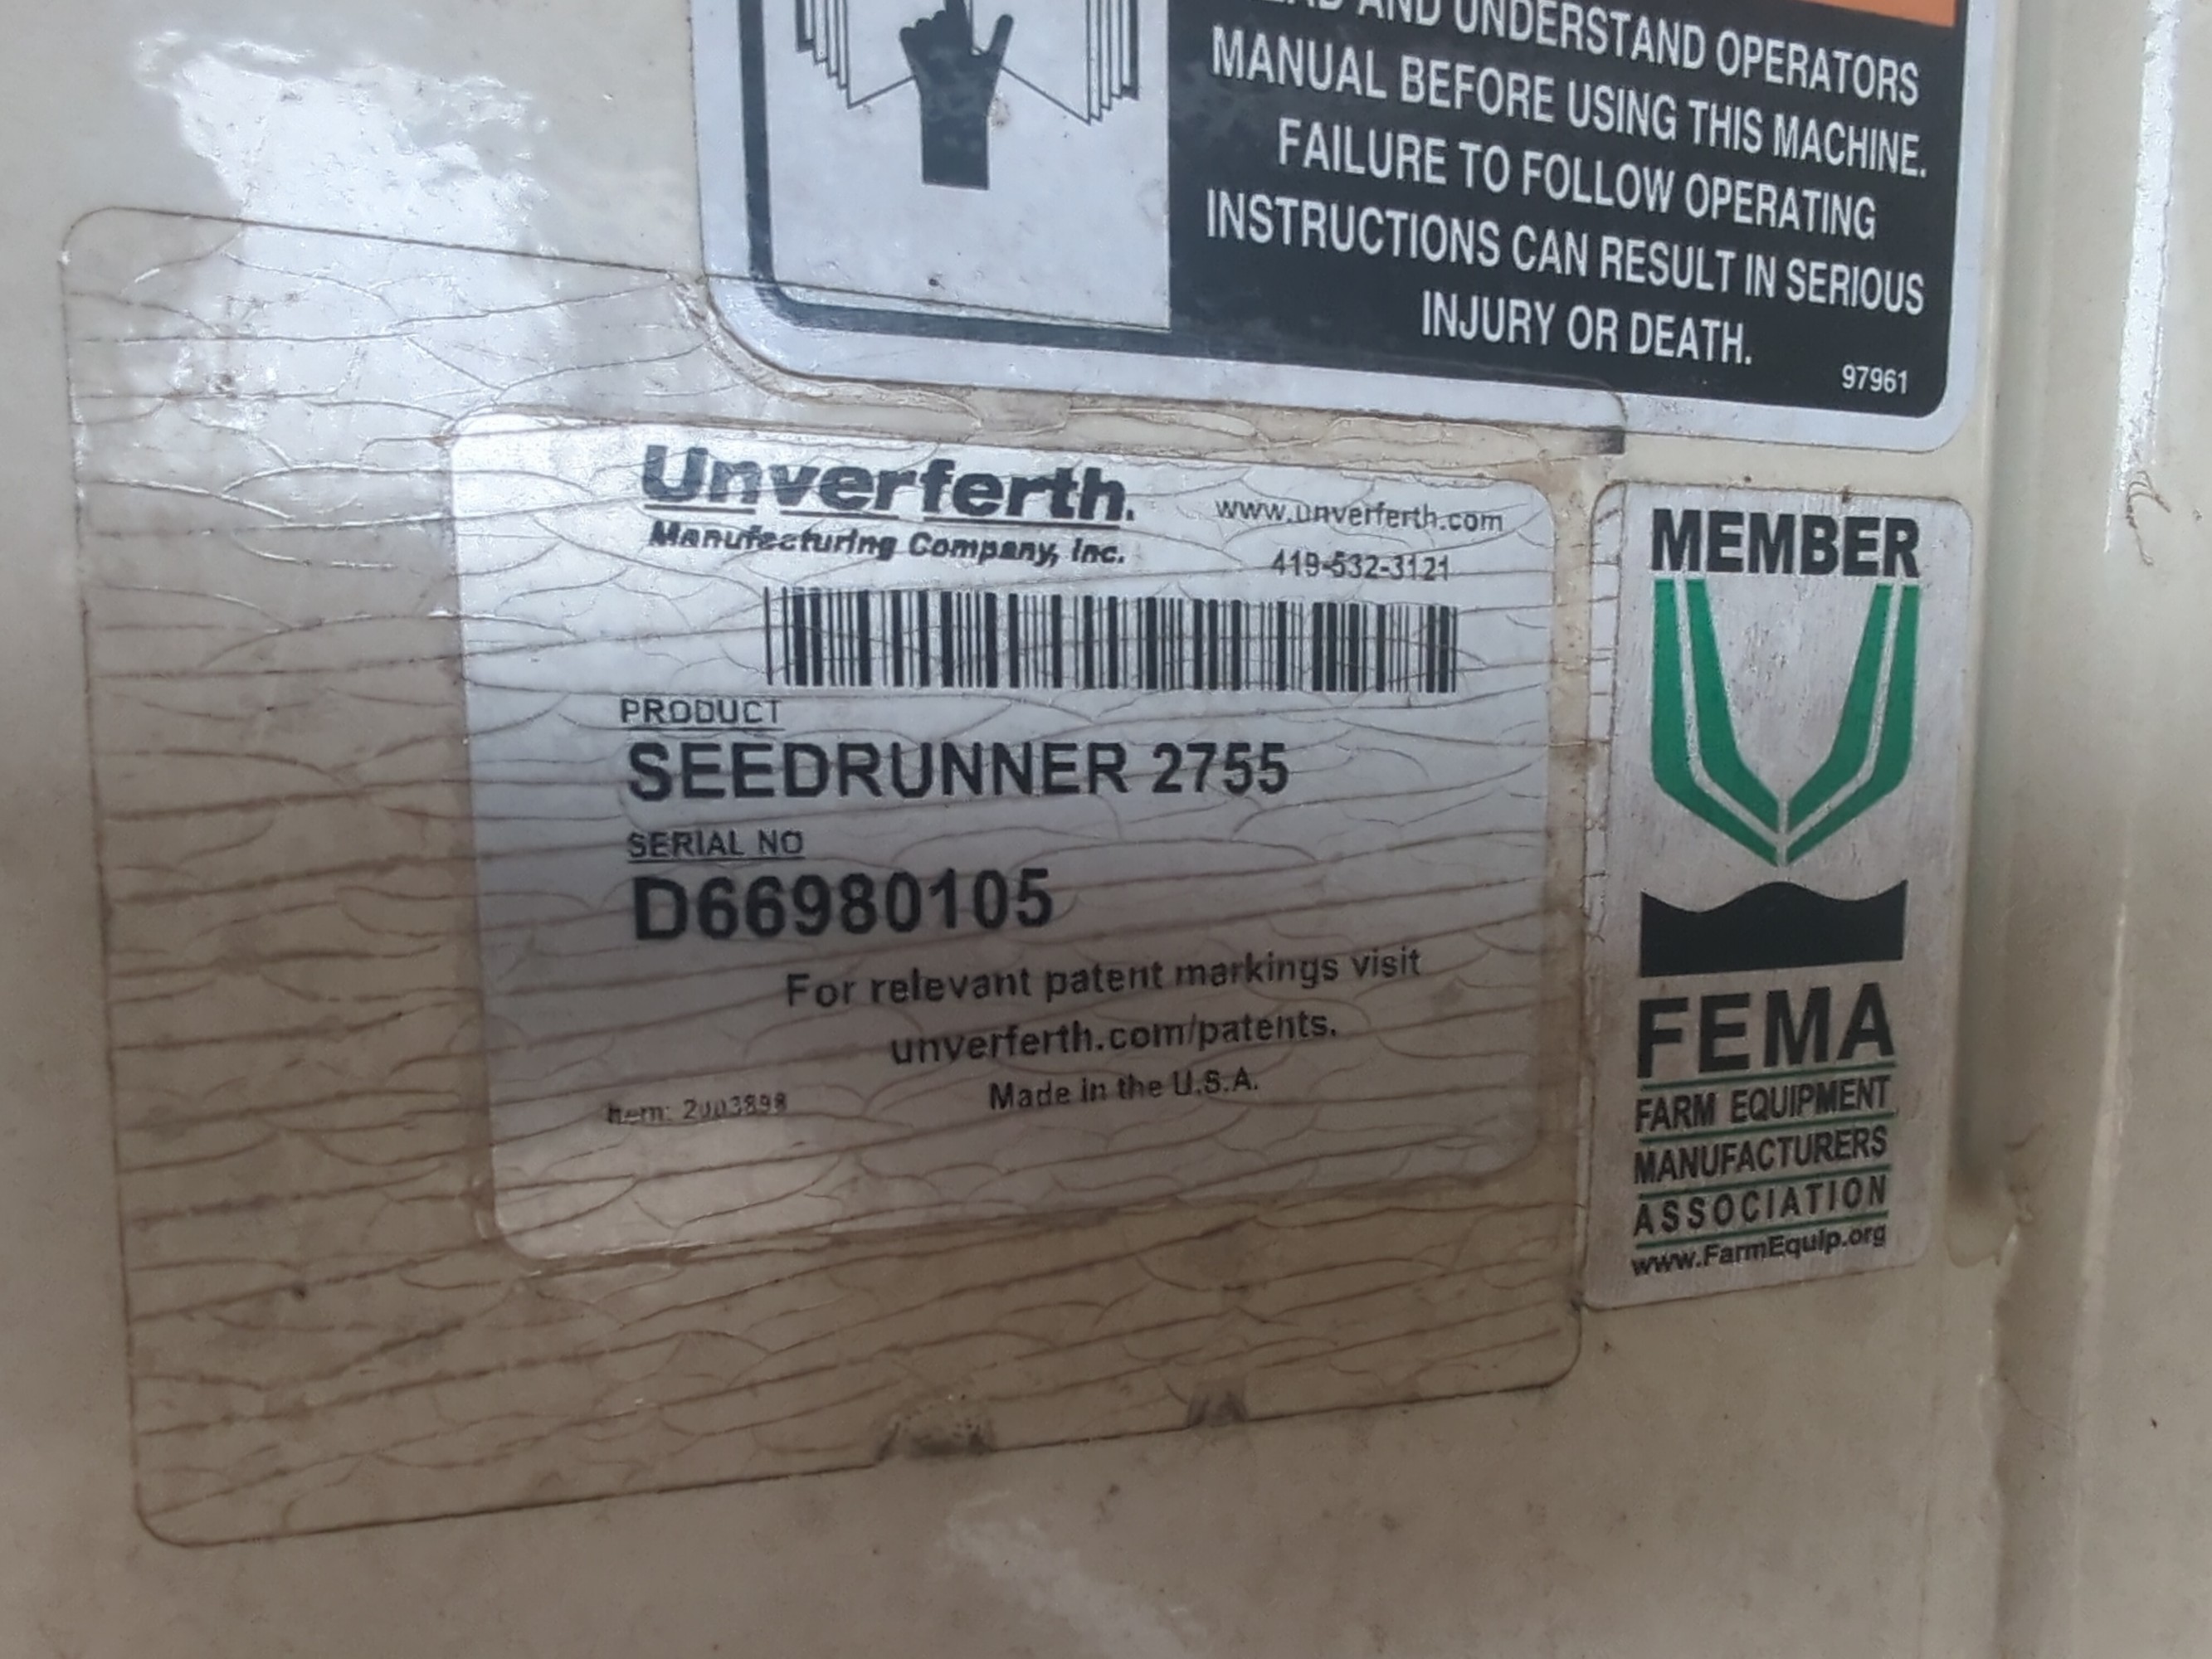 AND UNDERSTAND OPERATORS
MANUAL BEFORE USING THIS MACHINE.
FAILURE TO FOLLOW OPERATING
INSTRUCTIONS CAN RESULT IN SERIOUS
INJURY OR DEATH.
97961
Unverferth.
Manufacturing Company, Inc.
www.unverferth.com
419-532-3121
PRODUCT
SEEDRUNNER 2755
SERIAL NO
D66980105
For relevant patent markings visit
unverferth.com/patents.
Made in the U.S.A.
Item: 2003898
MEMBER
FEMA
FARM EQUIPMENT
MANUFACTURERS
ASSOCIATION
www.FarmEquip.org